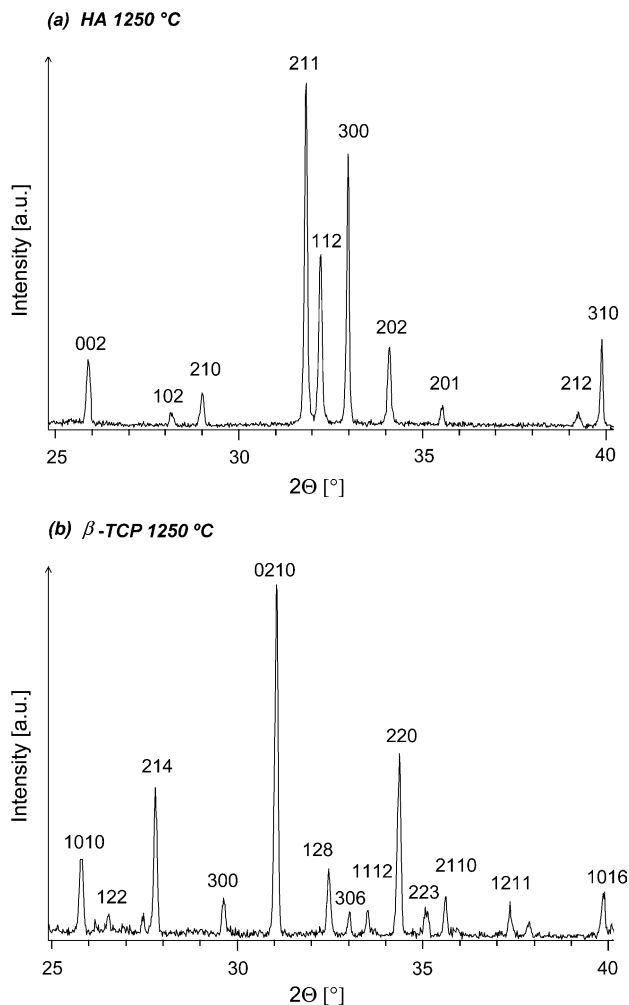 (a) HA 1250 °C
211
300
112
310
202
002
210
201
212
102
Intensity [a.u.]
25 30 35 40
2Θ [°]
(b) β-TCP 1250 ºC
0210
220
214
1010
128
1112
2110
1016
300
306
223
1211
122
Intensity [a.u.]
25 30 35 40
2Θ [°]